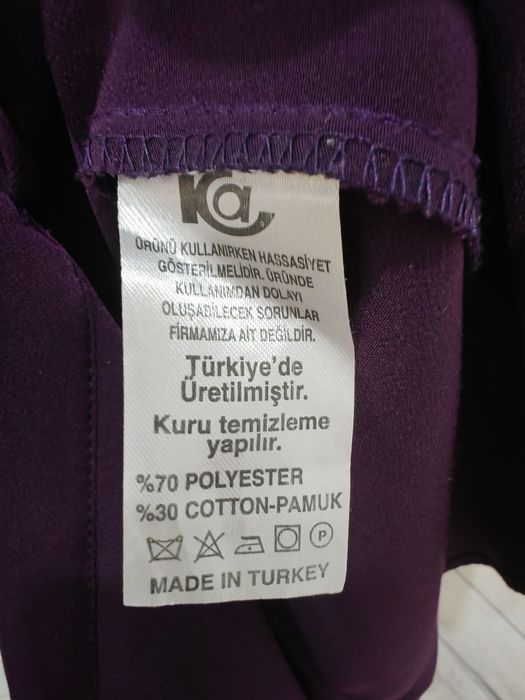 Ka
ÜRÜNÜ KULLANIRKEN HASSASİYET
GÖSTERİLMELİDİR. ÜRÜNDE
KULLANIMDAN DOLAYI
OLUŞABİLECEK SORUNLAR
FİRMAMIZA AİT DEĞİLDİR.
Türkiye'de
Üretilmiştir.
Kuru temizleme
yapılır.
%70 POLYESTER
%30 COTTON-PAMUK
P
MADE IN TURKEY